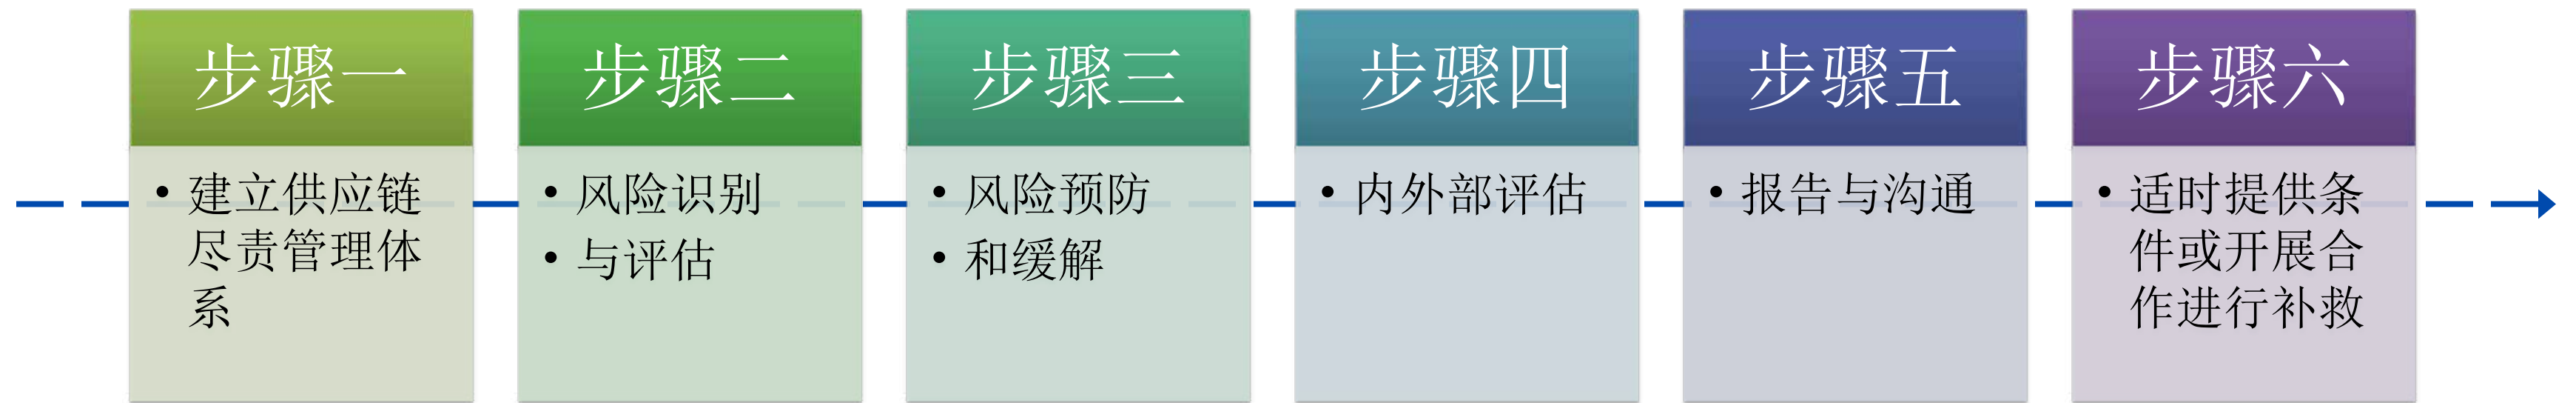 步骤一
• 建立供应链
尽责管理体
系
步骤二
• 风险识别
• 与评估
步骤三
• 风险预防
• 和缓解
步骤四
• 内外部评估
步骤五
• 报告与沟通
步骤六
• 适时提供条
件或开展合
作进行补救